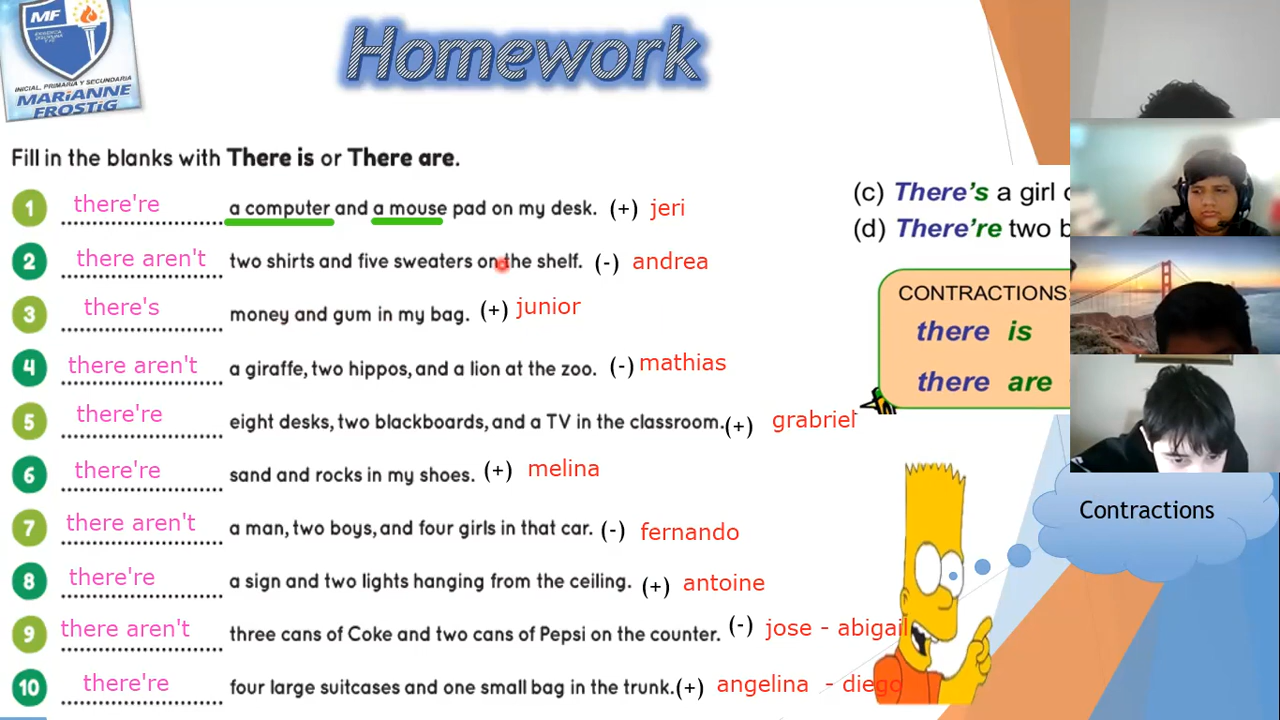 MF
INICIAL, PRIMARIA Y SECUNDARIA
MARIANNE
FROSTIG
Homework
Fill in the blanks with There is or There are.
1 there're a computer and a mouse pad on my desk. (+) jeri
2 there aren't two shirts and five sweaters on the shelf. (-) andrea
3 there's money and gum in my bag. (+) junior
4 there aren't a giraffe, two hippos, and a lion at the zoo. (-) mathias
5 there're eight desks, two blackboards, and a TV in the classroom. (+) grabriel
6 there're sand and rocks in my shoes. (+) melina
7 there aren't a man, two boys, and four girls in that car. (-) fernando
8 there're a sign and two lights hanging from the ceiling. (+) antoine
9 there aren't three cans of Coke and two cans of Pepsi on the counter. (-) jose - abigail
10 there're four large suitcases and one small bag in the trunk. (+) angelina - diego
(c) There's a girl
(d) There're two
CONTRACTIONS
there is
there are
Contractions